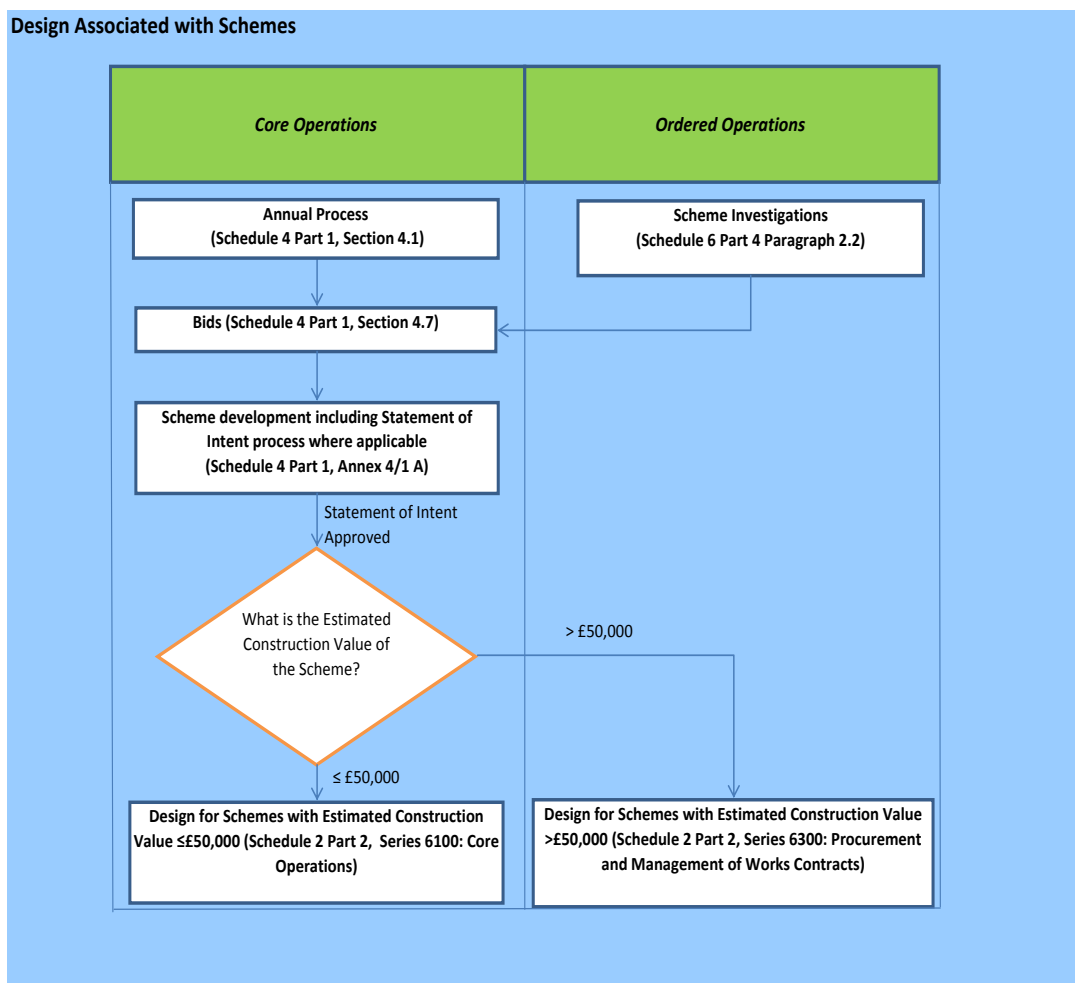 Design Associated with Schemes
Core Operations
Ordered Operations
Annual Process
(Schedule 4 Part 1, Section 4.1)
Scheme Investigations
(Schedule 6 Part 4 Paragraph 2.2)
Bids (Schedule 4 Part 1, Section 4.7)
Scheme development including Statement of
Intent process where applicable
(Schedule 4 Part 1, Annex 4/1 A)
Statement of Intent
Approved
What is the Estimated
Construction Value of
the Scheme?
> £50,000
≤ £50,000
Design for Schemes with Estimated Construction
Value ≤£50,000 (Schedule 2 Part 2, Series 6100: Core
Operations)
Design for Schemes with Estimated Construction Value
>£50,000 (Schedule 2 Part 2, Series 6300: Procurement
and Management of Works Contracts)